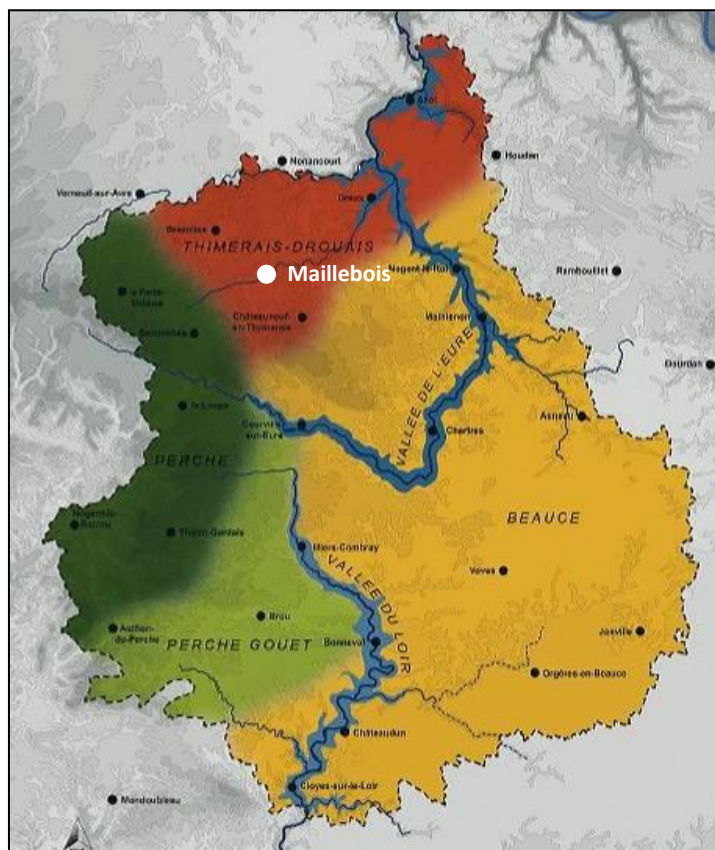 Anet
Nonancourt
Houdan
Verneuil-sur-Avre
Dreux
Brezolles
THIMERAIS-DROUAIS
Maillebois
Nogent-le-Roi
Rambouillet
la Ferté-
Vidame
Châteauneuf-
en-Thymerais
Maintenon
Senonches
Dourdan
VALLÉE DE L'EURE
la Loupe
Courville-
sur-Eure
Chartres
Auneau
PERCHE
Nogent-le-
Rotrou
Thiron-Gardais
BEAUCE
Illiers-Combray
VALLÉE DU LOIR
Voves
Brou
Authon-
du-Perche
PERCHE GOUET
Bonneval
Janville
Orgères-en-Beauce
Châteaudun
Cloyes-sur-le-Loir
Mondoubleau